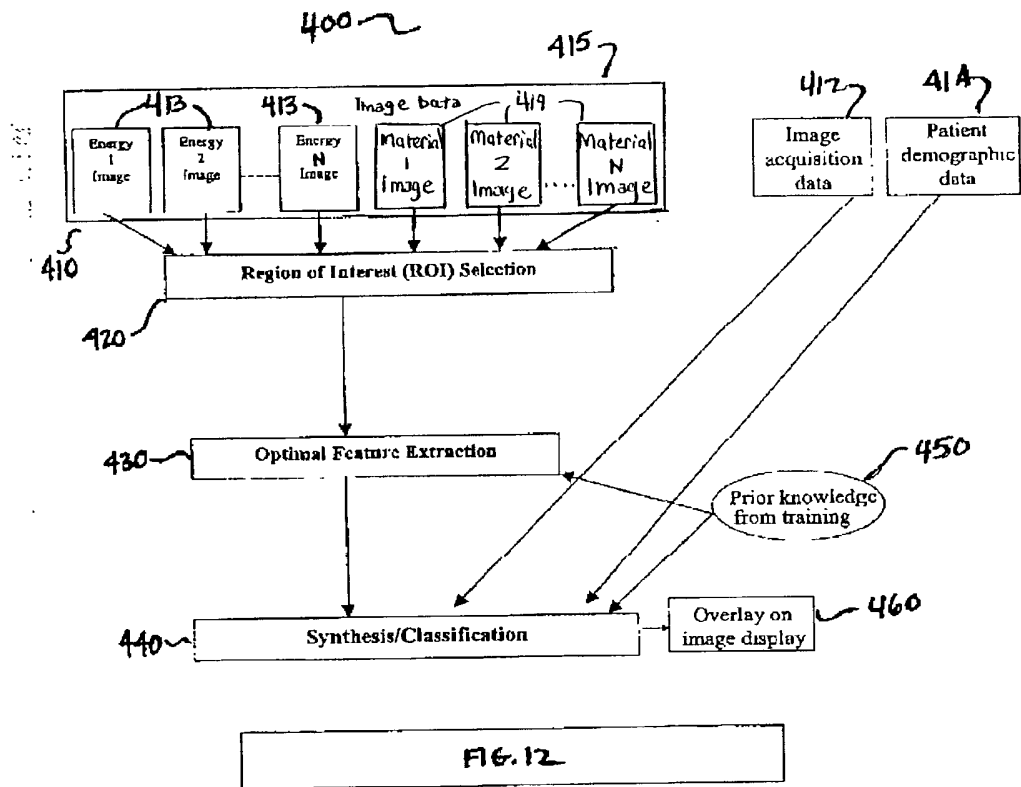 400
415
413
413
Image Data
419
412
414
Energy
1
Image
Energy
2
Image
Energy
N
Image
Material
1
Image
Material
2
Image
....
Material
N
Image
Image
acquisition
data
Patient
demographic
data
410
Region of Interest (ROI) Selection
420
430
Optimal Feature Extraction
450
Prior knowledge
from training
440
Synthesis/Classification
Overlay on
image display
460
FIG. 12